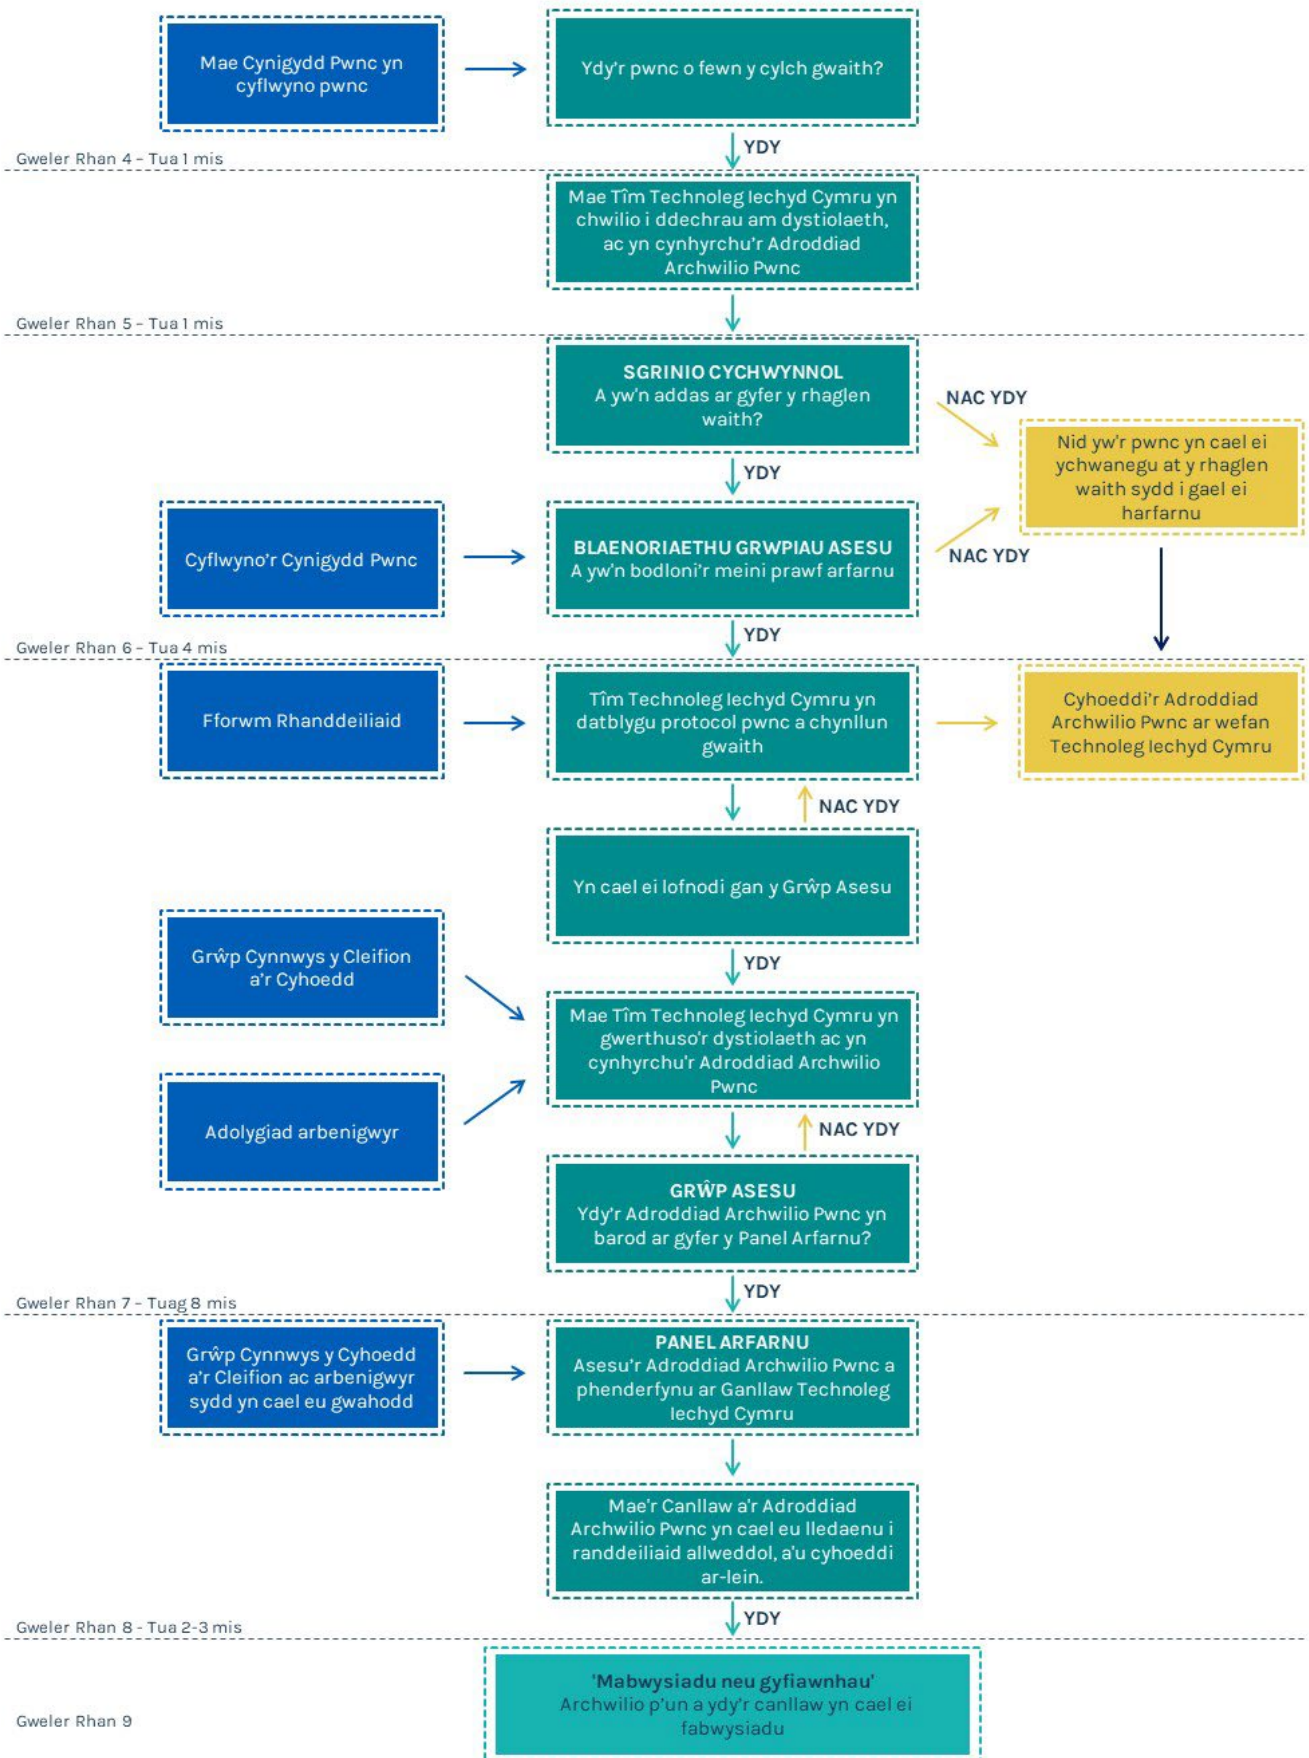 Mae Cynigydd Pwnc yn
cyflwyno pwnc
Ydy'r pwnc o fewn y cylch gwaith?
YDY
Gweler Rhan 4 – Tua 1 mis
Mae Tîm Technoleg Iechyd Cymru yn
chwilio i ddechrau am dystiolaeth,
ac yn cynhyrchu'r Adroddiad
Archwilio Pwnc
Gweler Rhan 5 – Tua 1 mis
SGRINIO CYCHWYNNOL
A yw'n addas ar gyfer y rhaglen
waith?
NAC YDY
Nid yw'r pwnc yn cael ei
ychwanegu at y rhaglen
waith sydd i gael ei
harfarnu
YDY
Cyflwyno'r Cynigydd Pwnc
BLAENORIAETHU GRWPIAU ASESU
A yw'n bodloni'r meini prawf arfarnu
NAC YDY
YDY
Gweler Rhan 6 – Tua 4 mis
Fforwm Rhanddeiliaid
Tîm Technoleg Iechyd Cymru yn
datblygu protocol pwnc a chynllun
gwaith
Cyhoeddi'r Adroddiad
Archwilio Pwnc ar wefan
Technoleg Iechyd Cymru
NAC YDY
Yn cael ei lofnodi gan y Grŵp Asesu
YDY
Grŵp Cynnwys y Cleifion
a'r Cyhoedd
Mae Tîm Technoleg Iechyd Cymru yn
gwerthuso'r dystiolaeth ac yn
cynhyrchu'r Adroddiad Archwilio
Pwnc
Adolygiad arbenigwyr
NAC YDY
GRŴP ASESU
Ydy'r Adroddiad Archwilio Pwnc yn
barod ar gyfer y Panel Arfarnu?
YDY
Gweler Rhan 7 – Tuag 8 mis
Grŵp Cynnwys y Cyhoedd
a'r Cleifion ac arbenigwyr
sydd yn cael eu gwahodd
PANEL ARFARNU
Asesu'r Adroddiad Archwilio Pwnc a
phenderfynu ar Ganllaw Technoleg
Iechyd Cymru
Mae'r Canllaw a'r Adroddiad
Archwilio Pwnc yn cael eu lledaenu i
randdeiliaid allweddol, a'u cyhoeddi
ar-lein.
YDY
Gweler Rhan 8 - Tua 2-3 mis
'Mabwysiadu neu gyfiawnhau'
Archwilio p'un a ydy'r canllaw yn cael ei
fabwysiadu
Gweler Rhan 9